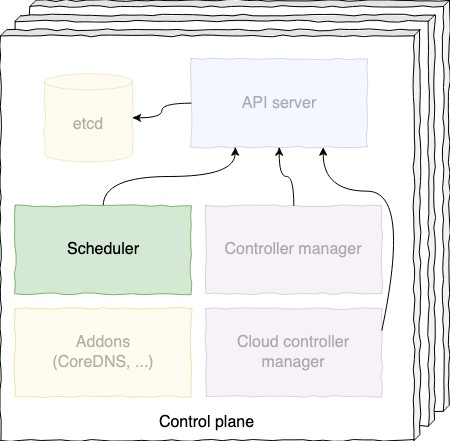 API server
etcd
Scheduler
Controller manager
Addons
(CoreDNS, ...)
Cloud controller
manager
Control plane